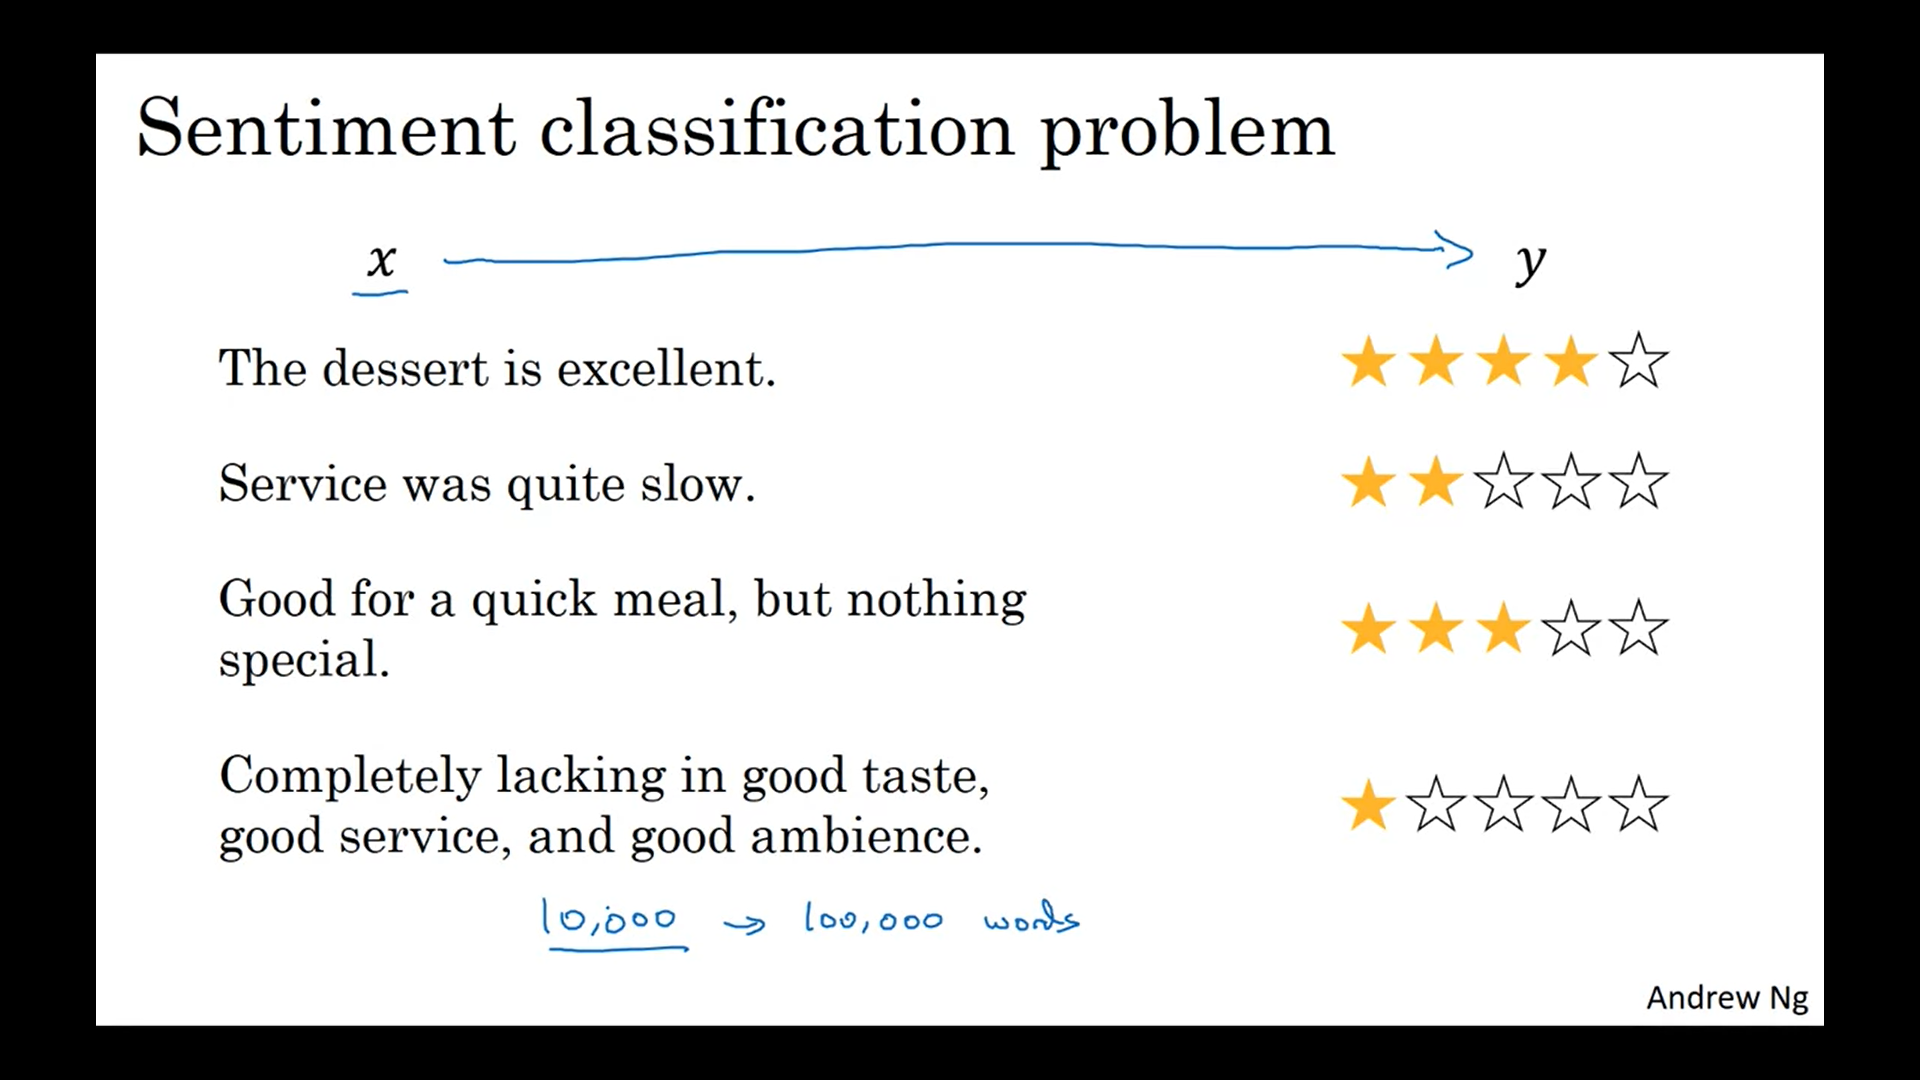 Sentiment classification problem
x → y
The dessert is excellent. ★★★★☆
Service was quite slow. ★★☆☆☆
Good for a quick meal, but nothing
special. ★★★☆☆
Completely lacking in good taste,
good service, and good ambience. ★☆☆☆☆
10,000 → 100,000 words
Andrew Ng